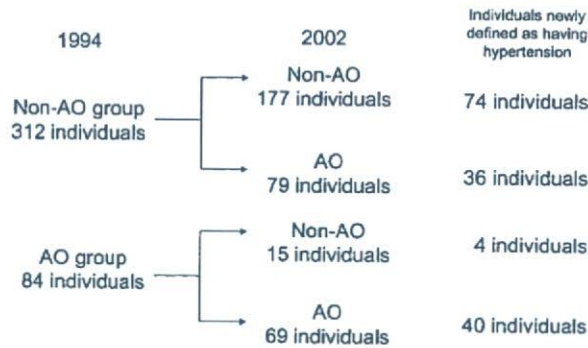 1994
2002
Individuals newly
defined as having
hypertension
Non-AO group
312 individuals
Non-AO
177 individuals
74 individuals
AO
79 individuals
36 individuals
AO group
84 individuals
Non-AO
15 individuals
4 individuals
AO
69 individuals
40 individuals